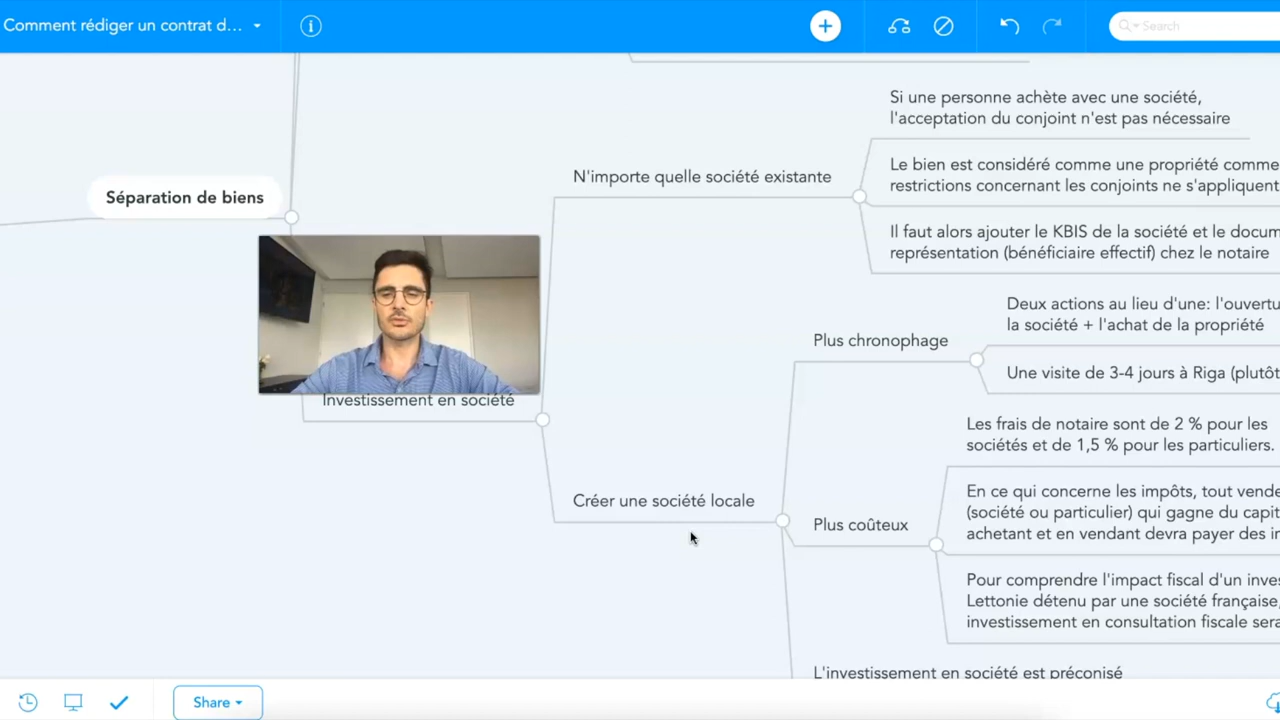 Comment rédiger un contrat d...
Search
Séparation de biens
Investissement en société
N'importe quelle société existante
Si une personne achète avec une société,
l'acceptation du conjoint n'est pas nécessaire
Le bien est considéré comme une propriété comme
restrictions concernant les conjoints ne s'appliquent
Il faut alors ajouter le KBIS de la société et le docum
représentation (bénéficiaire effectif) chez le notaire
Créer une société locale
Plus chronophage
Deux actions au lieu d'une: l'ouvertu
la société + l'achat de la propriété
Une visite de 3-4 jours à Riga (plutôt
Plus coûteux
Les frais de notaire sont de 2 % pour les
sociétés et de 1,5 % pour les particuliers.
En ce qui concerne les impôts, tout vende
(société ou particulier) qui gagne du capit
achetant et en vendant devra payer des in
Pour comprendre l'impact fiscal d'un inves
Lettonie détenu par une société française,
investissement en consultation fiscale sera
L'investissement en société est préconisé
Share